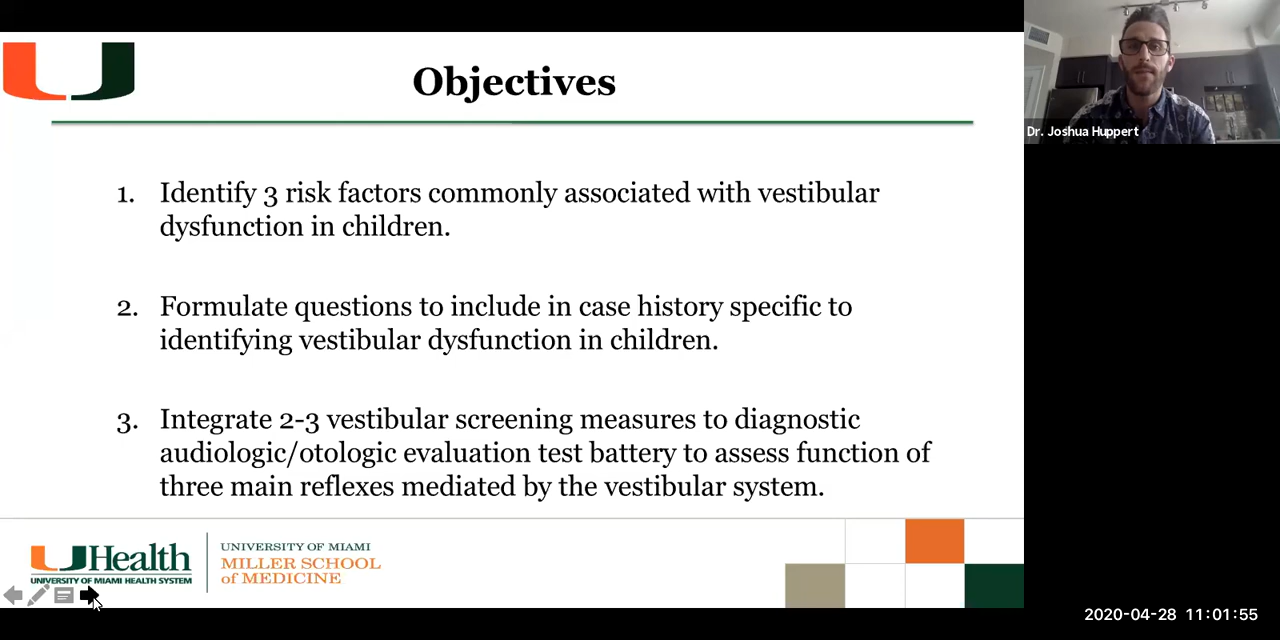 Objectives
Dr. Joshua Huppert
1. Identify 3 risk factors commonly associated with vestibular
dysfunction in children.
2. Formulate questions to include in case history specific to
identifying vestibular dysfunction in children.
3. Integrate 2-3 vestibular screening measures to diagnostic
audiologic/otologic evaluation test battery to assess function of
three main reflexes mediated by the vestibular system.
UHealth
UNIVERSITY OF MIAMI HEALTH SYSTEM
UNIVERSITY OF MIAMI
MILLER SCHOOL
of MEDICINE
2020-04-28 11:01:55